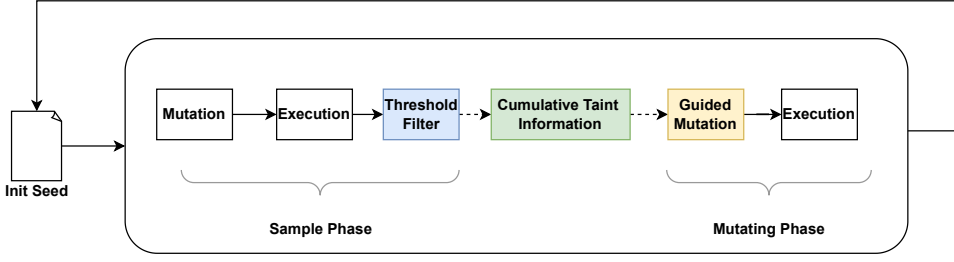 Init Seed
Mutation
Execution
Threshold
Filter
Cumulative Taint
Information
Guided
Mutation
Execution
Sample Phase
Mutating Phase